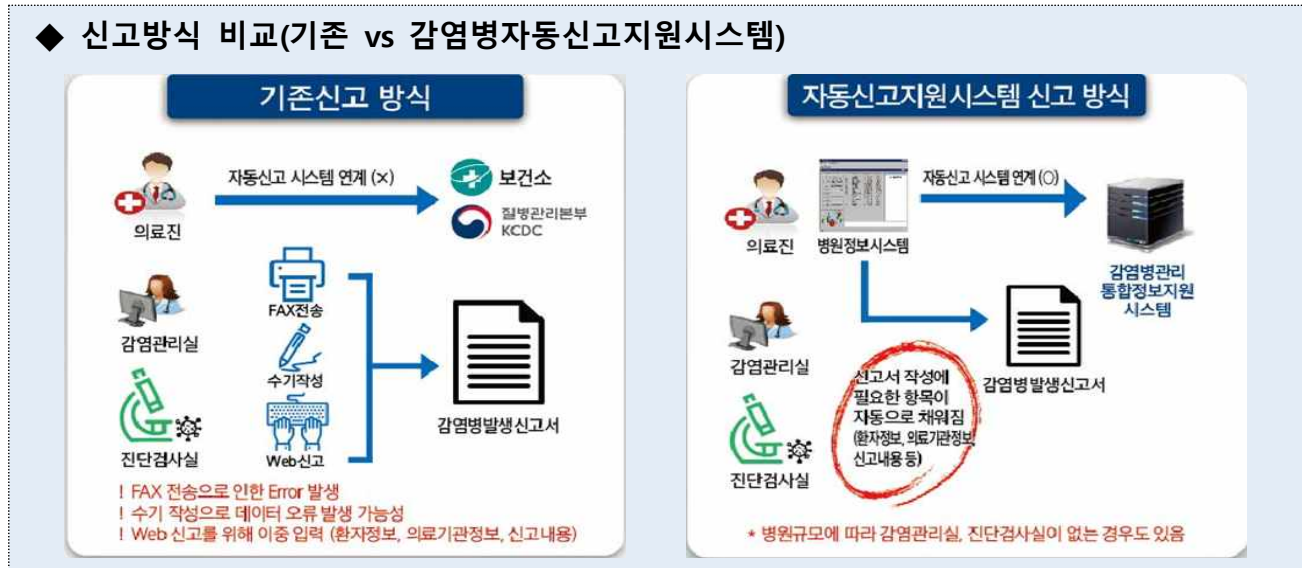 ◆ 신고방식 비교(기존 vs 감염병자동신고지원시스템)
기존신고 방식
자동신고 시스템 연계 (×)
의료진
보건소
질병관리본부
KCDC
FAX전송
감염관리실
수기작성
감염병발생신고서
진단검사실
Web신고
! FAX 전송으로 인한 Error 발생
! 수기 작성으로 데이터 오류 발생 가능성
! Web 신고를 위해 이중 입력 (환자정보, 의료기관정보, 신고내용)
자동신고지원시스템 신고 방식
자동신고 시스템 연계 (○)
의료진
병원정보시스템
감염병관리
통합정보지원
시스템
감염관리실
감염병발생신고서
신고서 작성에
필요한 항목이
자동으로 채워짐
(환자정보, 의료기관정보,
신고내용 등)
진단검사실
* 병원규모에 따라 감염관리실, 진단검사실이 없는 경우도 있음